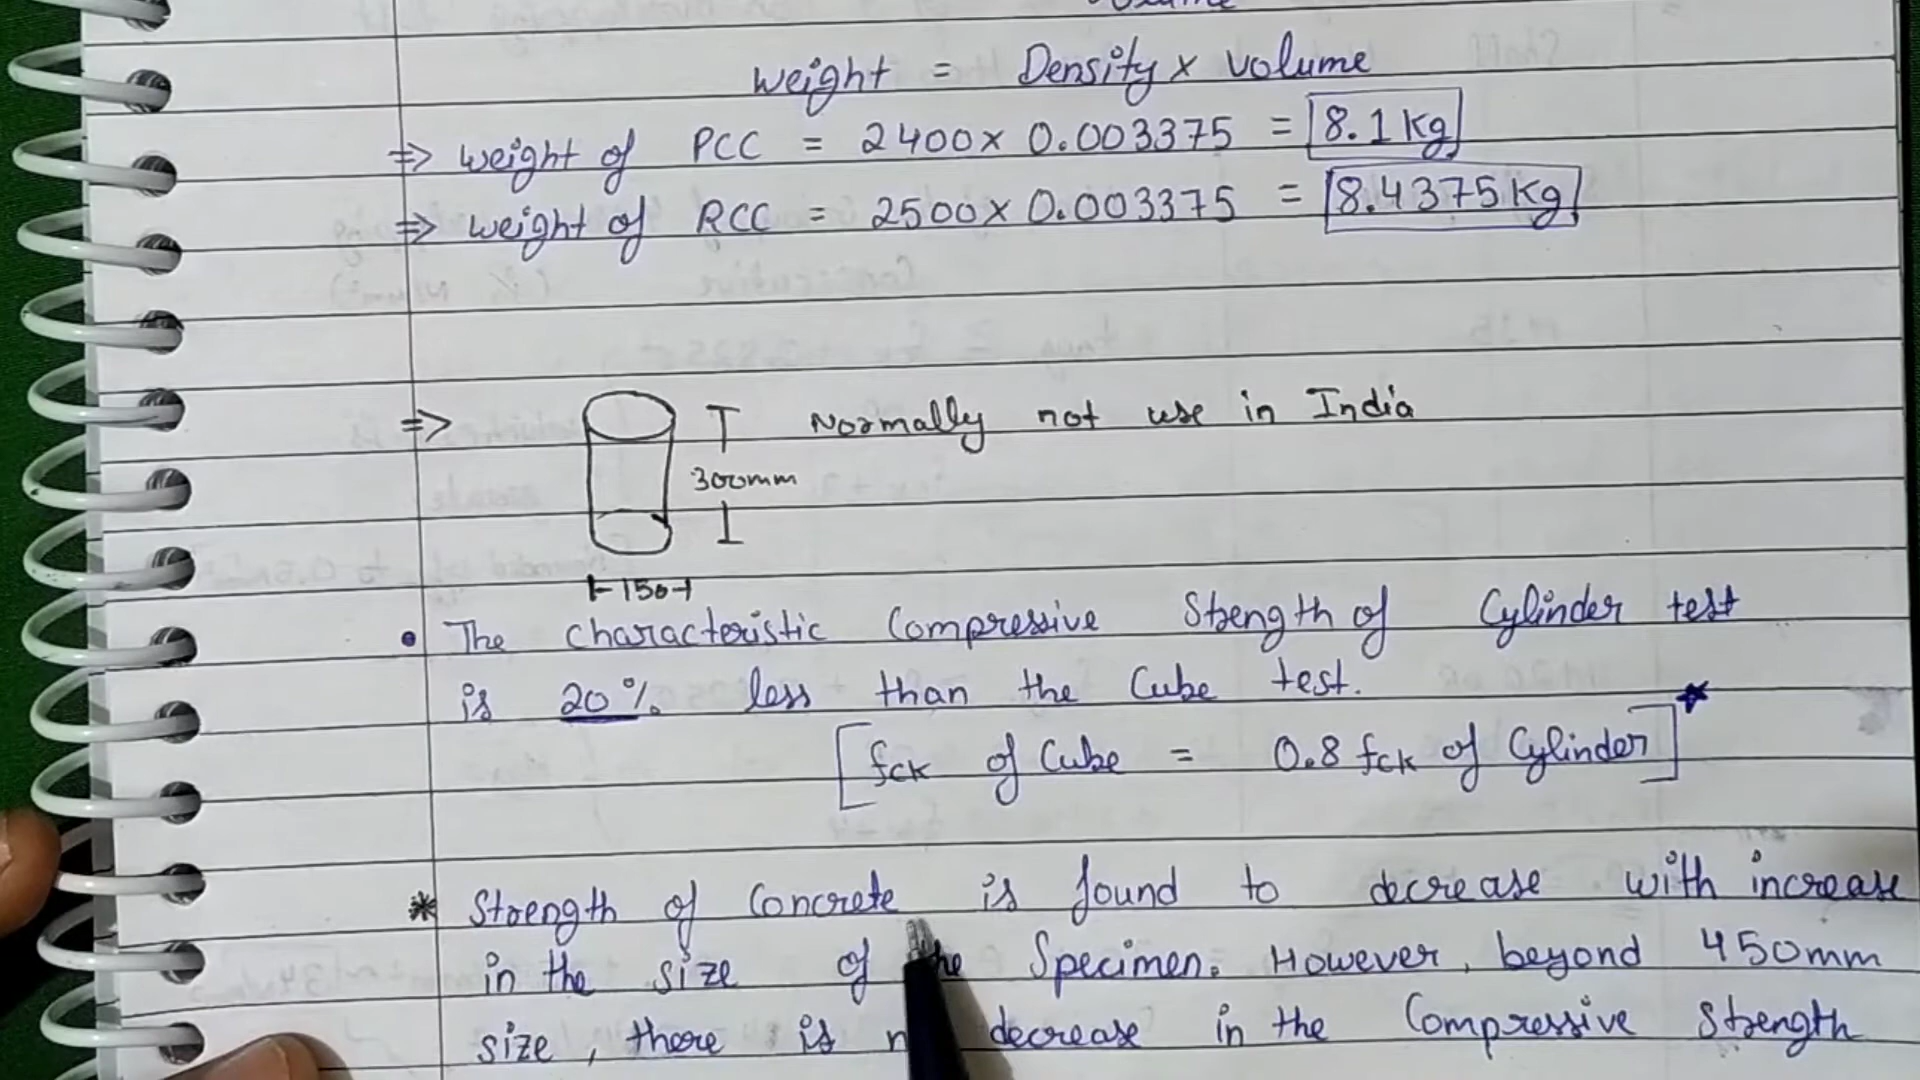 weight = Density x volume
⇒ weight of PCC = 2400 x 0.003375 = 8.1 kg
⇒ weight of RCC = 2500 x 0.003375 = 8.4375 kg
⇒ Normally not use in India
300mm
150
• The characteristic Compressive Strength of Cylinder test
is 20% less than the Cube test.
[fck of Cube = 0.8 fck of Cylinder]*
* Strength of Concrete is found to decrease with increase
in the size of the Specimen. However, beyond 450mm
size, there is decrease in the Compressive Strength